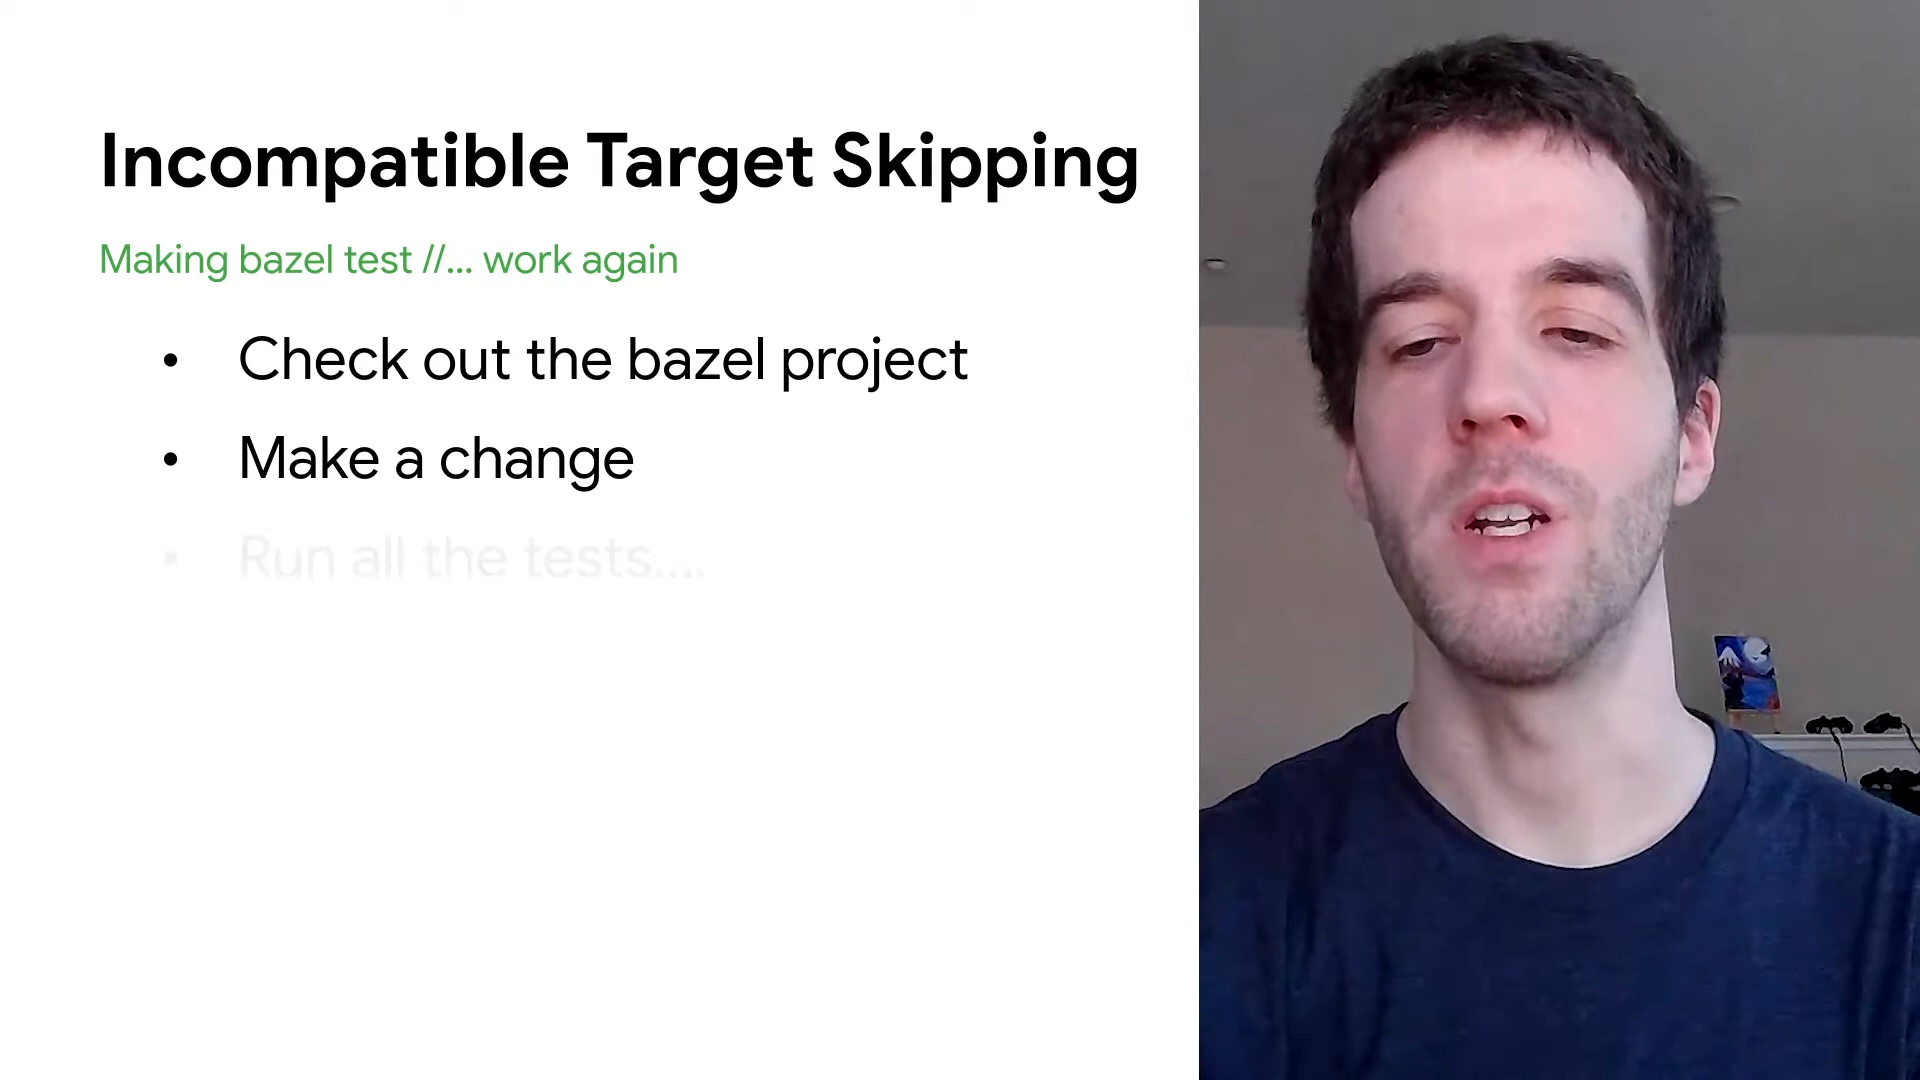 Incompatible Target Skipping
Making bazel test //... work again
• Check out the bazel project
• Make a change
• Run all the tests....